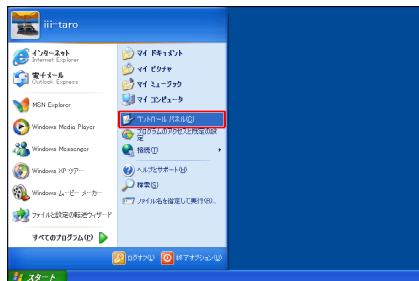 iii-taro
インターネット
Internet Explorer
電子メール
Outlook Express
MSN Explorer
Windows Media Player
Windows Messenger
Windows XP ツアー
Windows ムービー メーカー
ファイルと設定の転送ウィザード
すべてのプログラム(P)
マイ ドキュメント
マイ ピクチャ
マイ ミュージック
マイ コンピュータ
コントロール パネル(C)
プログラムのアクセスと既定の設定
接続(T)
ヘルプとサポート(H)
検索(S)
ファイル名を指定して実行(R)...
ログオフ(L)
終了オプション(U)
スタート